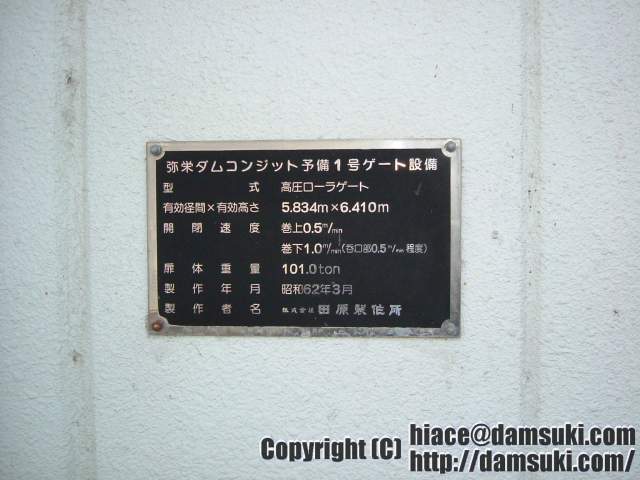 弥栄ダムコンジット予備1号ゲート設備
型式 高圧ローラゲート
有効径間×有効高さ 5.834m×6.410m
開閉速度 巻上0.5m/min
巻下1.0m/min(呑口部0.5m/min程度)
扉体重量 101.0ton
製作年月 昭和62年3月
製作者名 株式会社 田原製作所
Copyright (C) hiace@damsuki.com
http://damsuki.com/